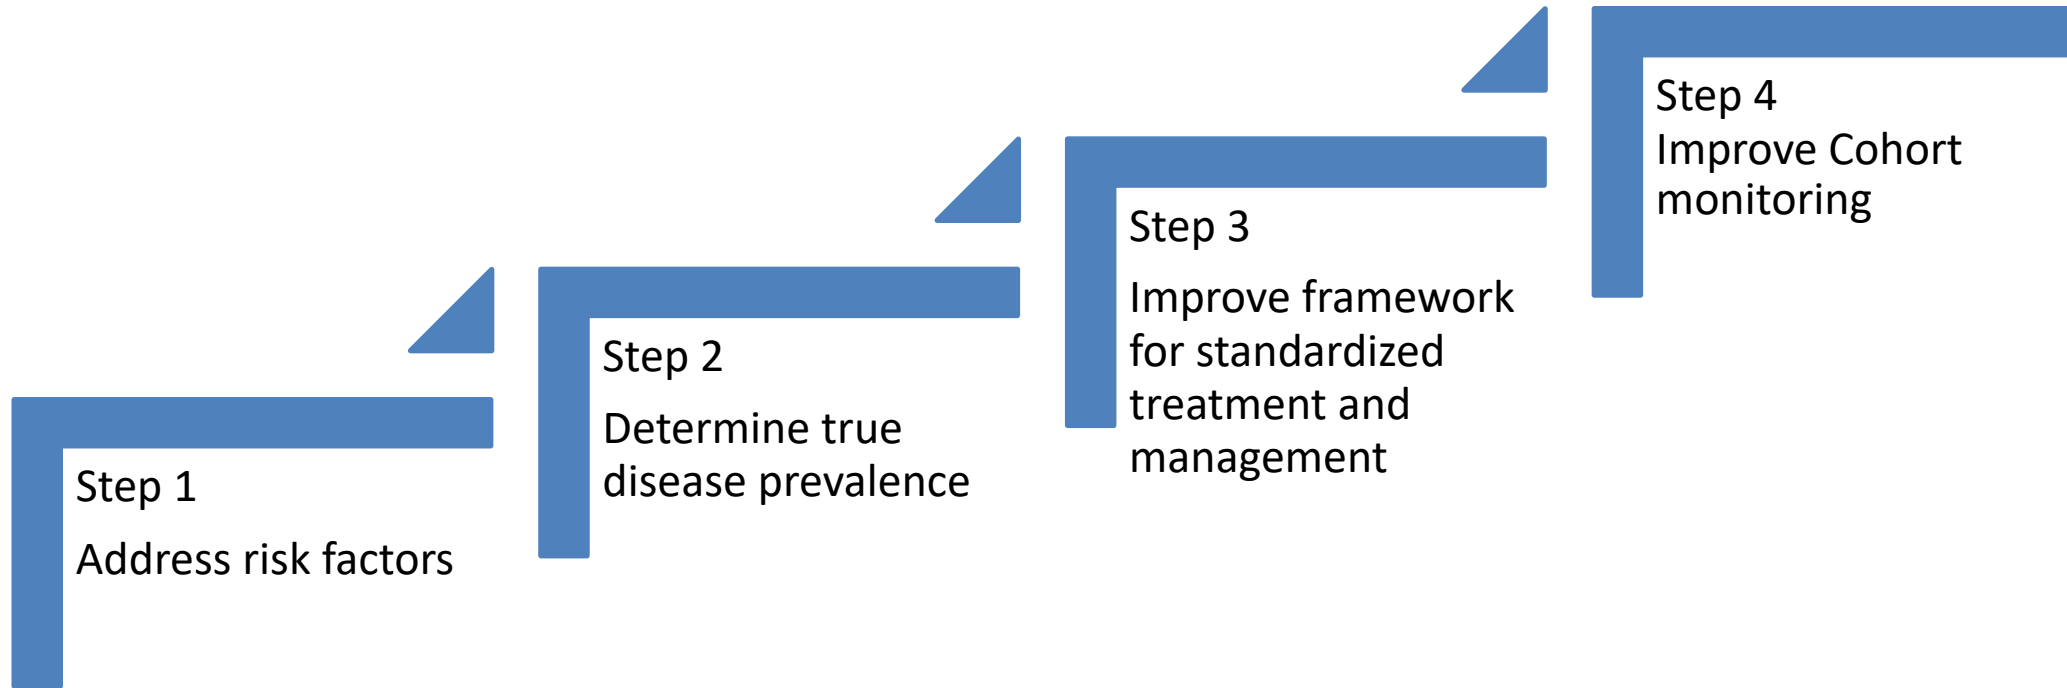 Step 1
Address risk factors
Step 2
Determine true
disease prevalence
Step 3
Improve framework
for standardized
treatment and
management
Step 4
Improve Cohort
monitoring